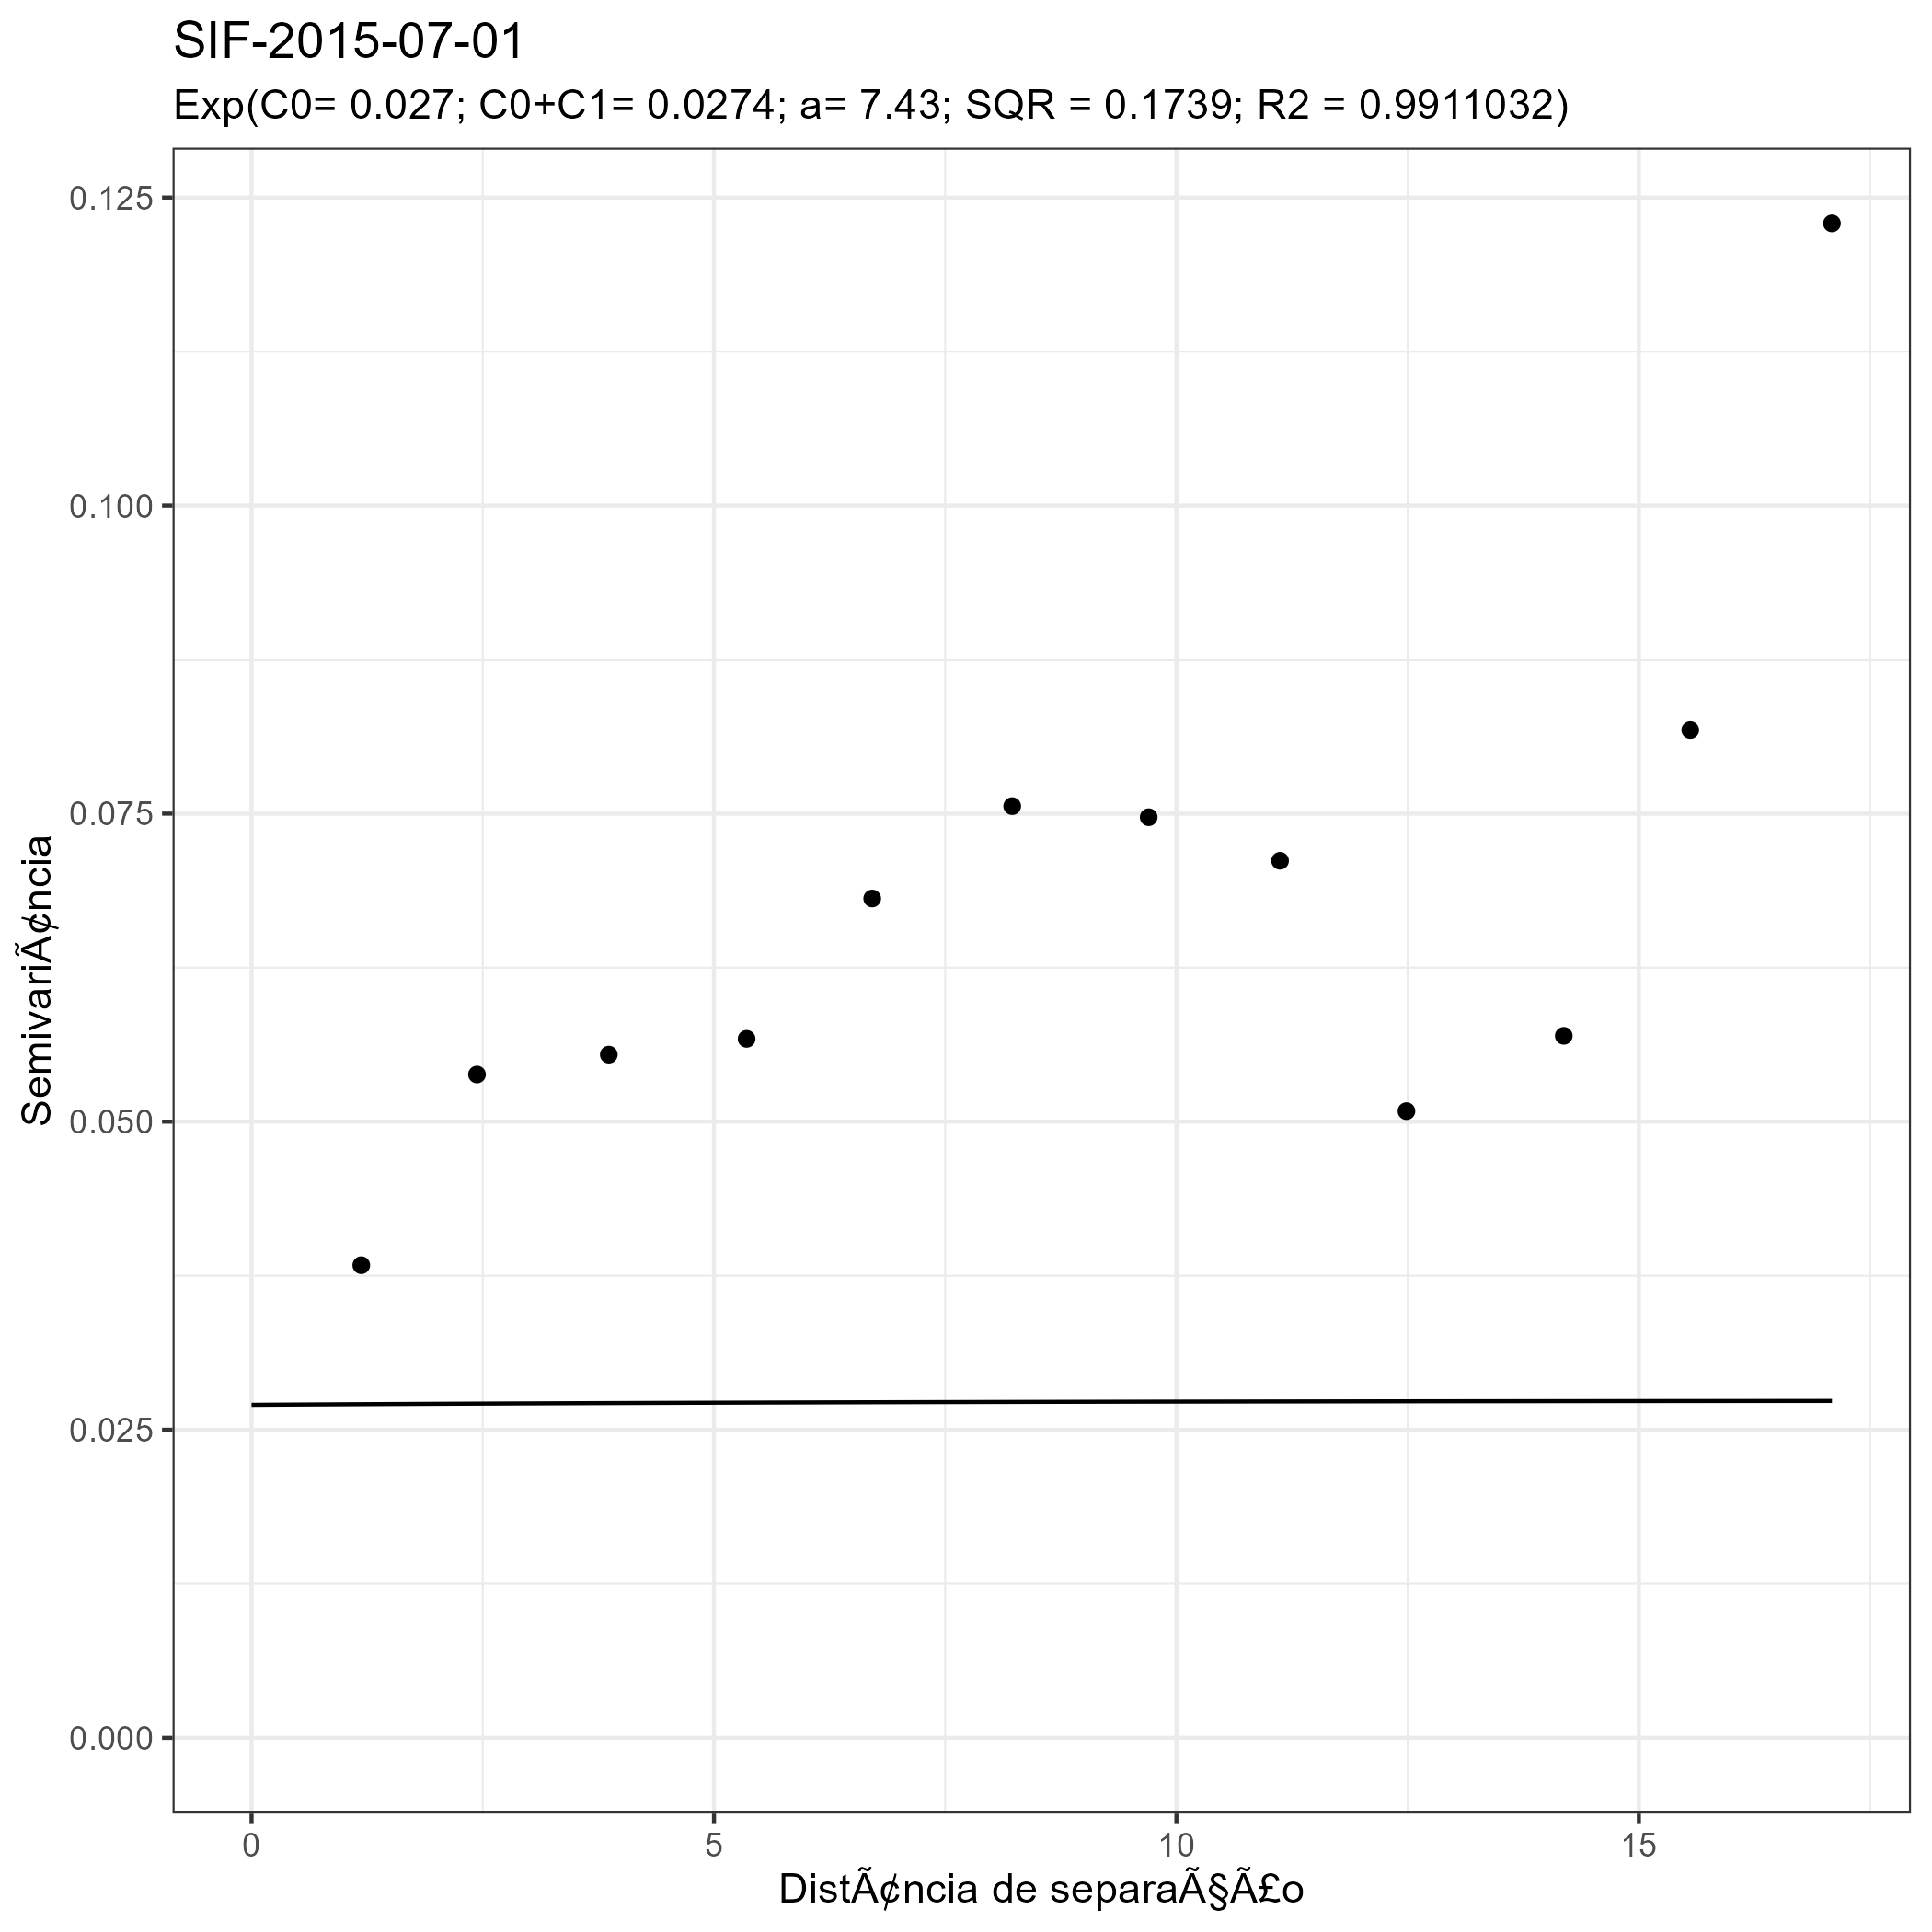 SIF-2015-07-01
Exp(C0= 0.027; C0+C1= 0.0274; a= 7.43; SQR = 0.1739; R2 = 0.9911032)
0.125
0.100
0.075
0.050
0.025
0.000
SemivariÃ¢ncia
0 5 10 15
DistÃ¢ncia de separaÃ§Ã£o